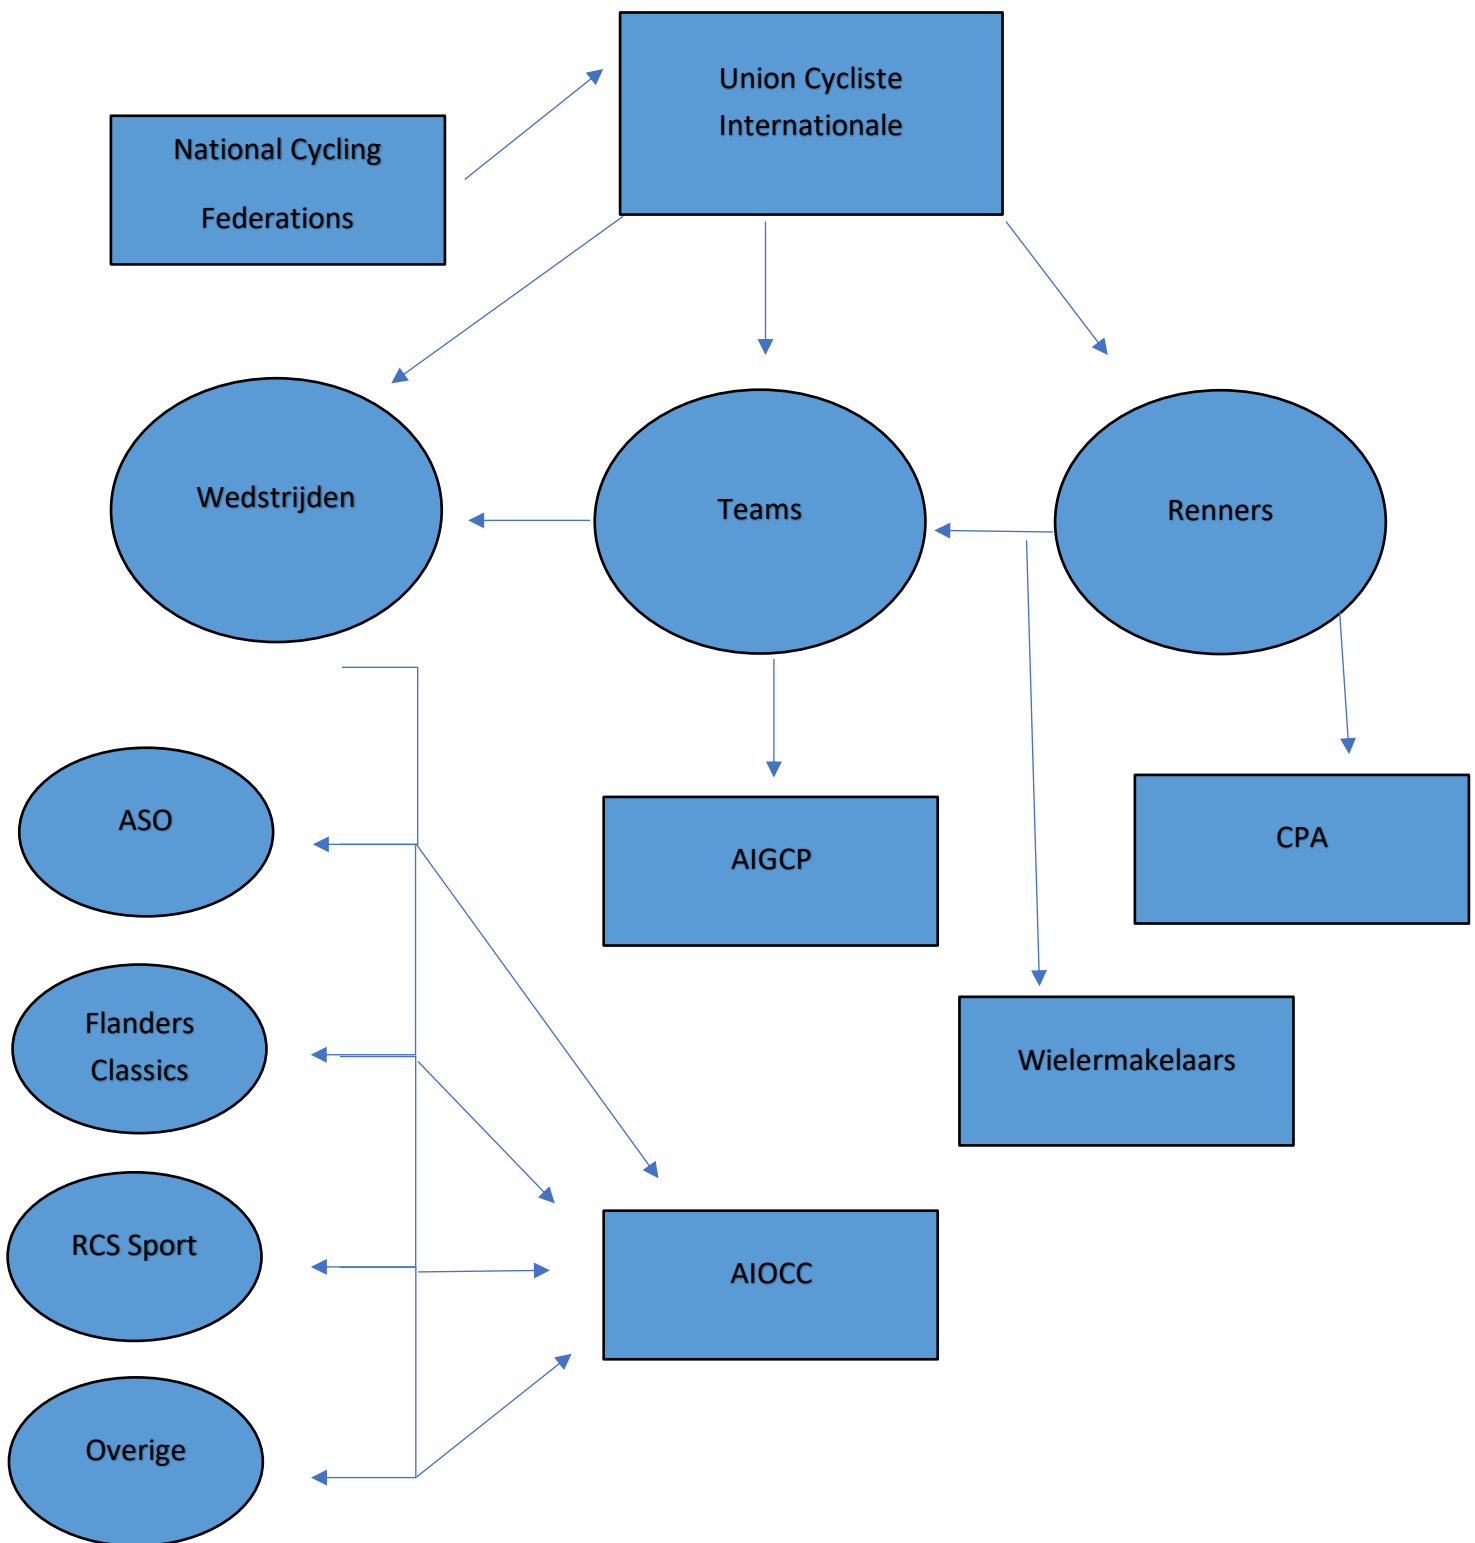 Union Cycliste
Internationale
National Cycling
Federations
Wedstrijden
Teams
Renners
ASO
AIGCP
CPA
Flanders
Classics
Wielermakelaars
RCS Sport
AIOCC
Overige